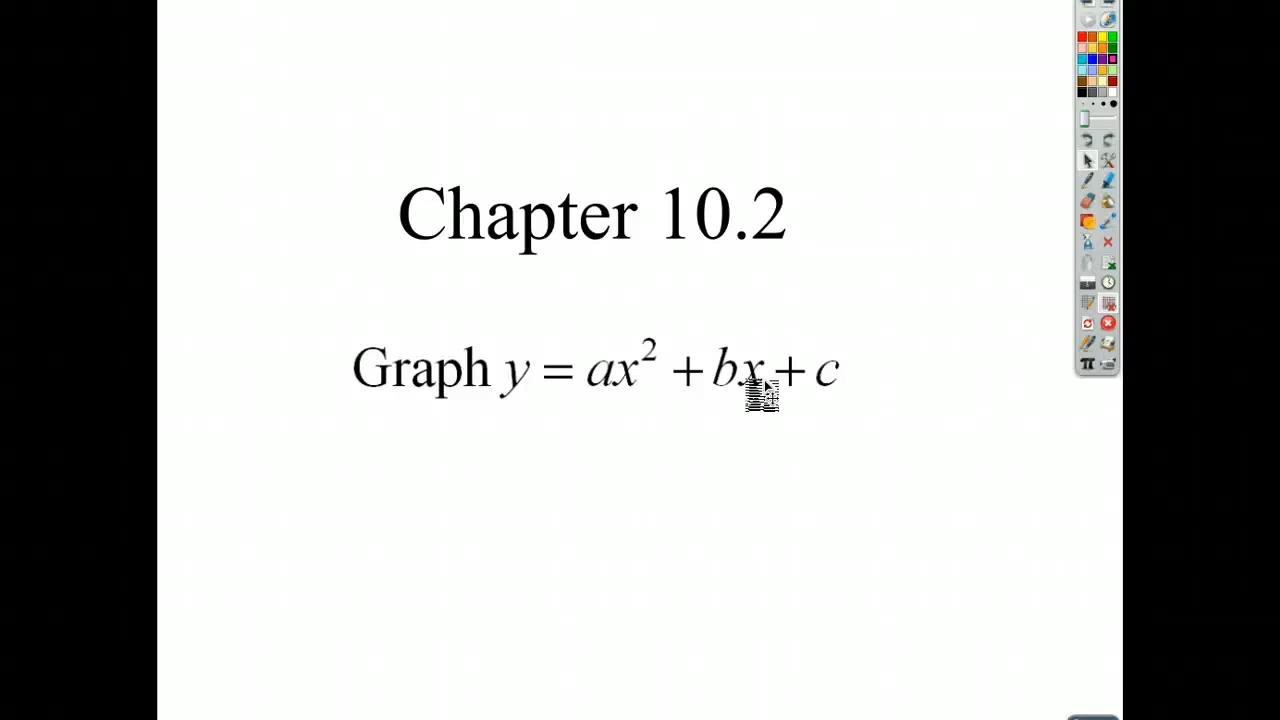 Chapter 10.2
Graph y = ax² + bx + c